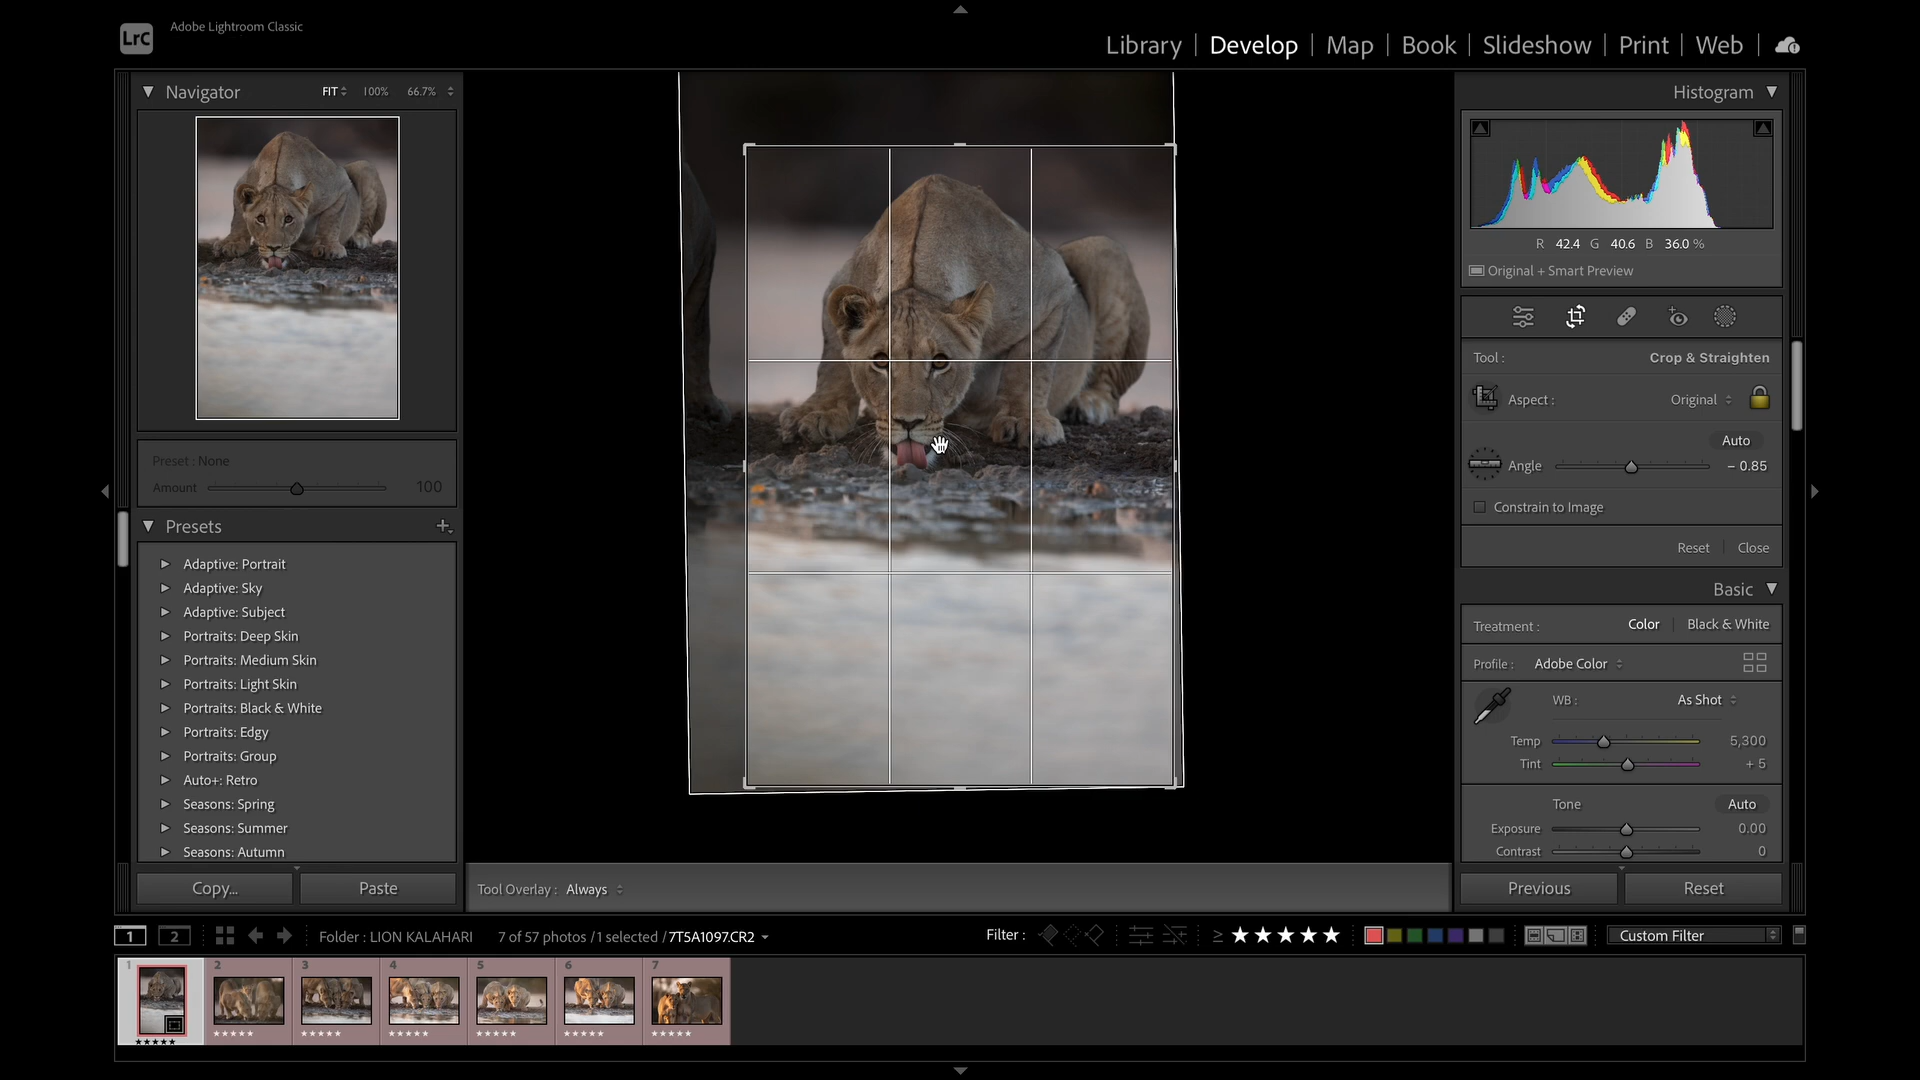 LrC
Adobe Lightroom Classic
Library | Develop | Map | Book | Slideshow | Print | Web
Navigator
FIT 100% 66.7%
Preset : None
Amount 100
Presets
Adaptive: Portrait
Adaptive: Sky
Adaptive: Subject
Portraits: Deep Skin
Portraits: Medium Skin
Portraits: Light Skin
Portraits: Black & White
Portraits: Edgy
Portraits: Group
Auto+: Retro
Seasons: Spring
Seasons: Summer
Seasons: Autumn
Copy... Paste
Tool Overlay : Always
Histogram
R 42.4 G 40.6 B 36.0 %
Original + Smart Preview
Tool : Crop & Straighten
Aspect : Original
Auto
Angle - 0.85
Constrain to Image
Reset Close
Basic
Treatment : Color Black & White
Profile : Adobe Color
WB : As Shot
Temp 5,300
Tint + 5
Tone Auto
Exposure 0.00
Contrast 0
Previous Reset
1 2 Folder : LION KALAHARI 7 of 57 photos / 1 selected / 7T5A1097.CR2 Filter : ≥ ★★★★★ Custom Filter
1 2 3 4 5 6 7